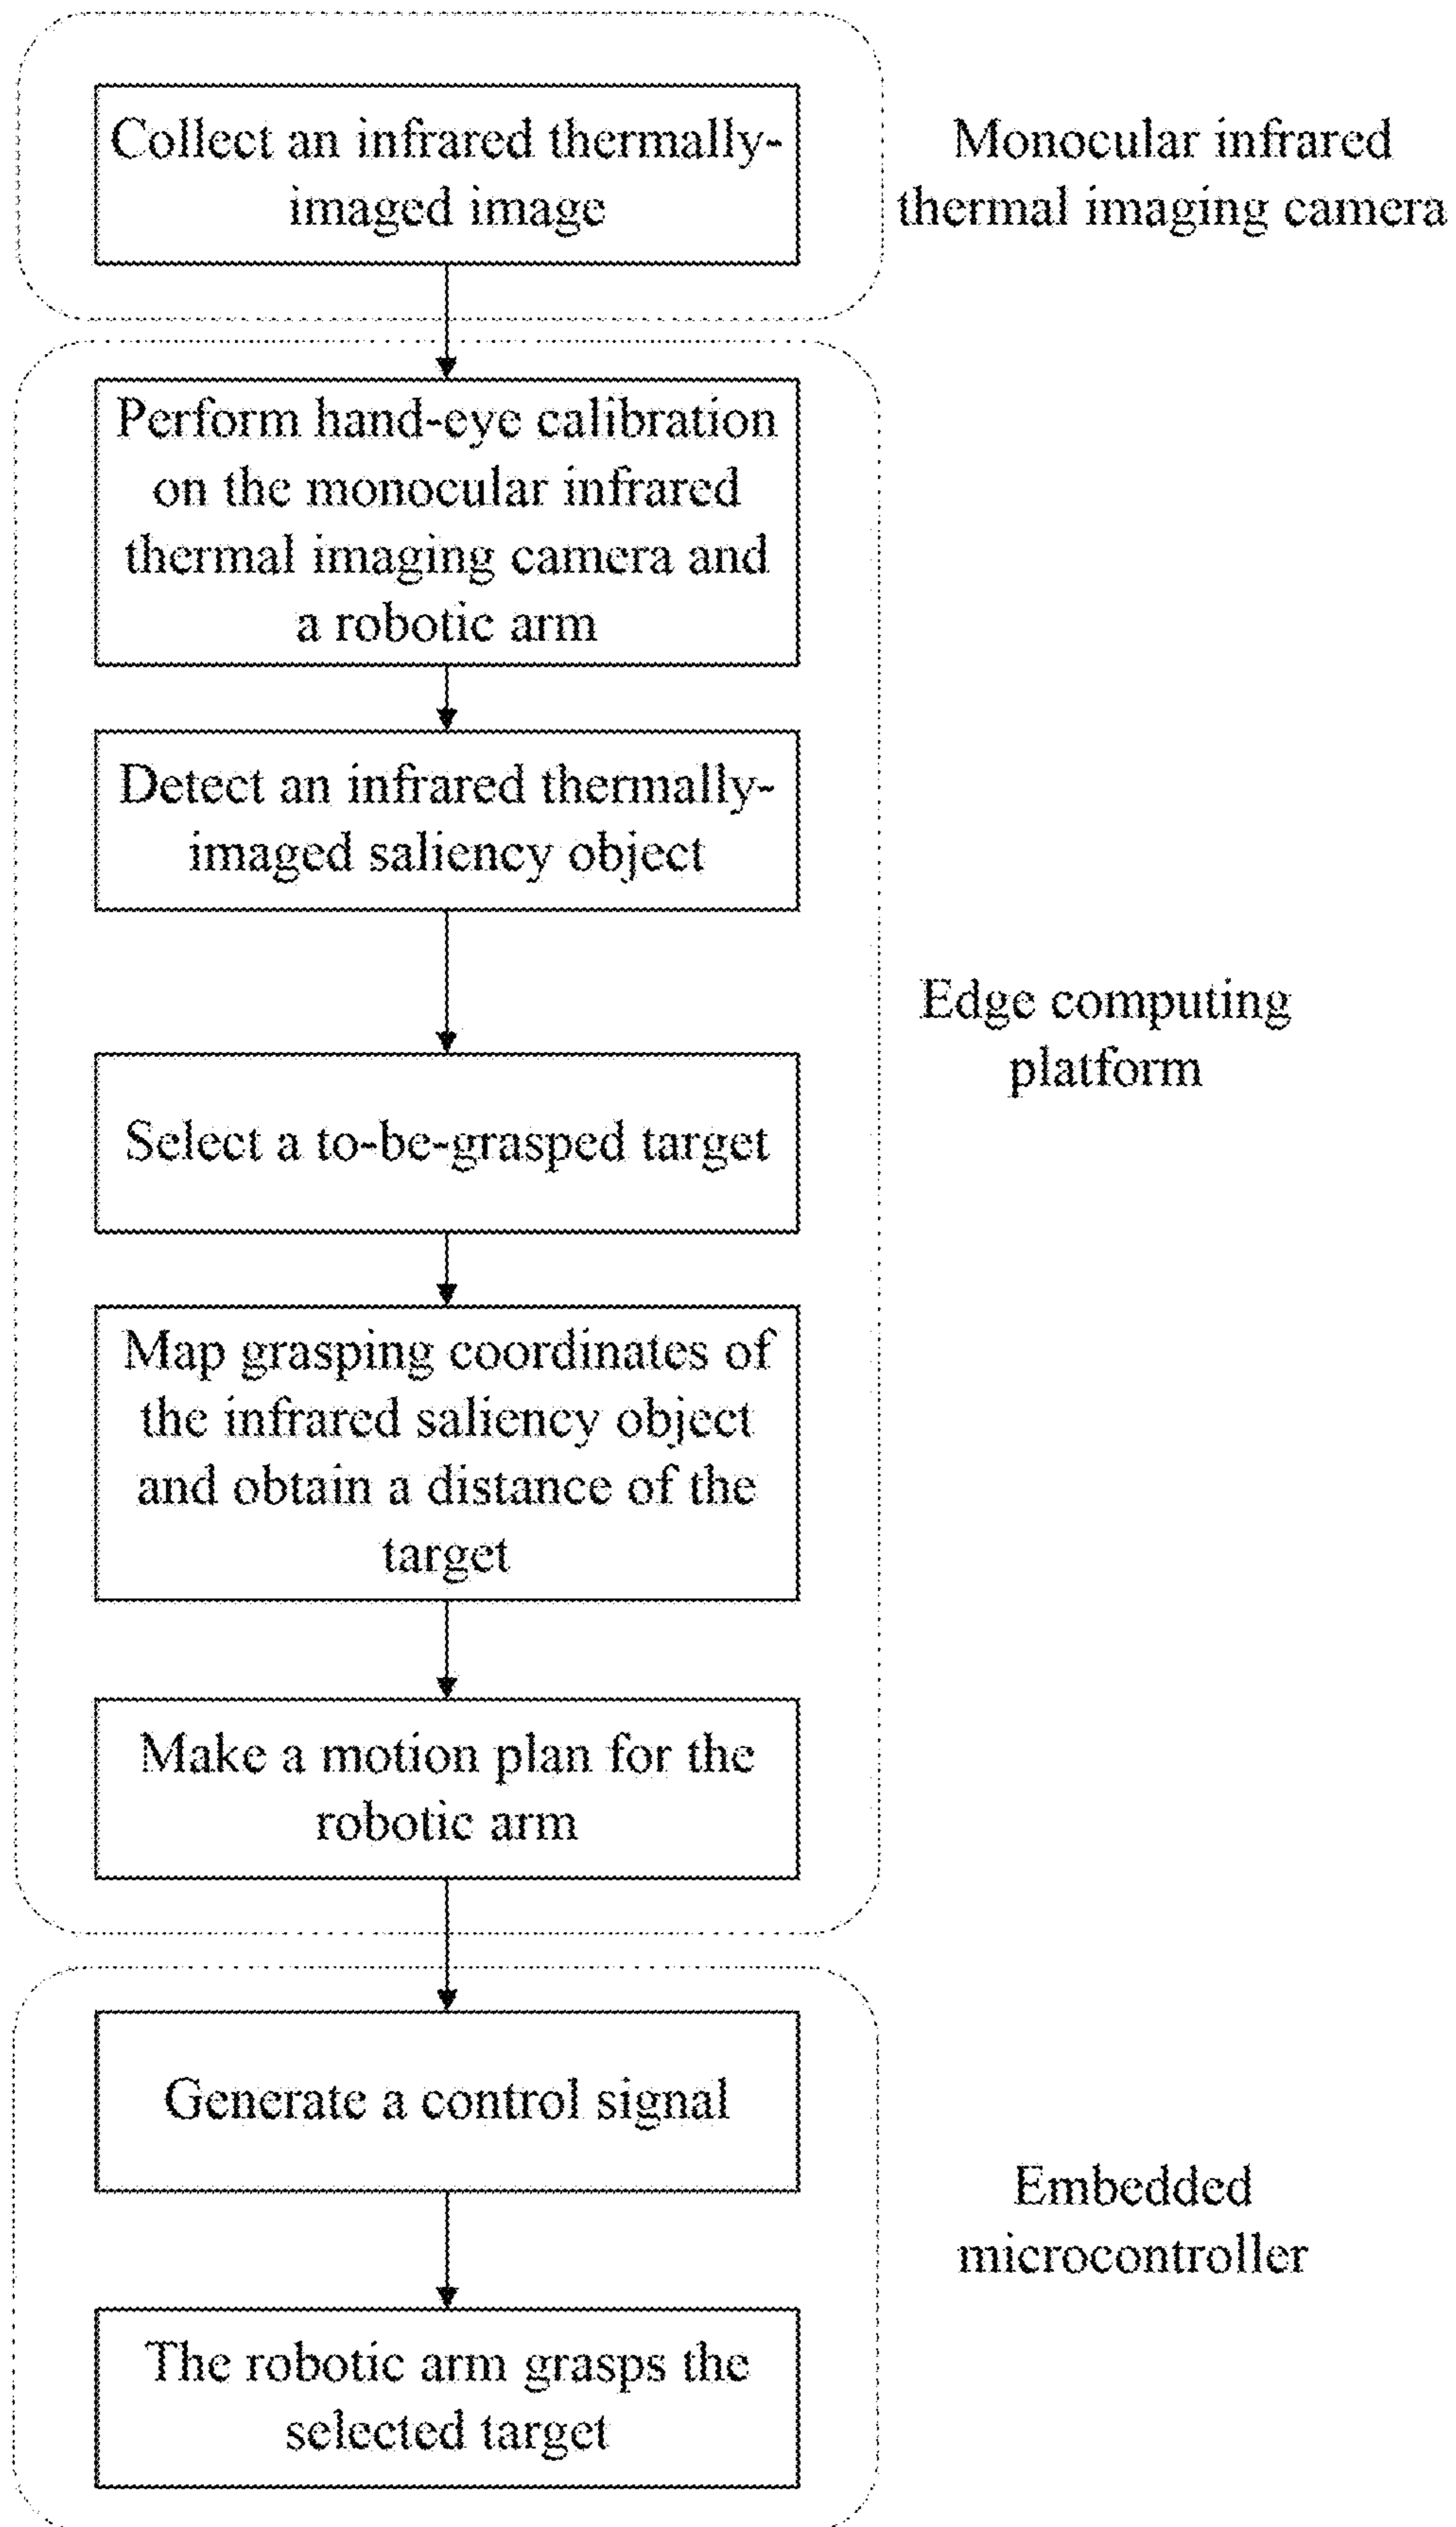 Collect an infrared thermally-
imaged image
Monocular infrared
thermal imaging camera
Perform hand-eye calibration
on the monocular infrared
thermal imaging camera and
a robotic arm
Detect an infrared thermally-
imaged saliency object
Edge computing
platform
Select a to-be-grasped target
Map grasping coordinates of
the infrared saliency object
and obtain a distance of the
target
Make a motion plan for the
robotic arm
Generate a control signal
Embedded
microcontroller
The robotic arm grasps the
selected target